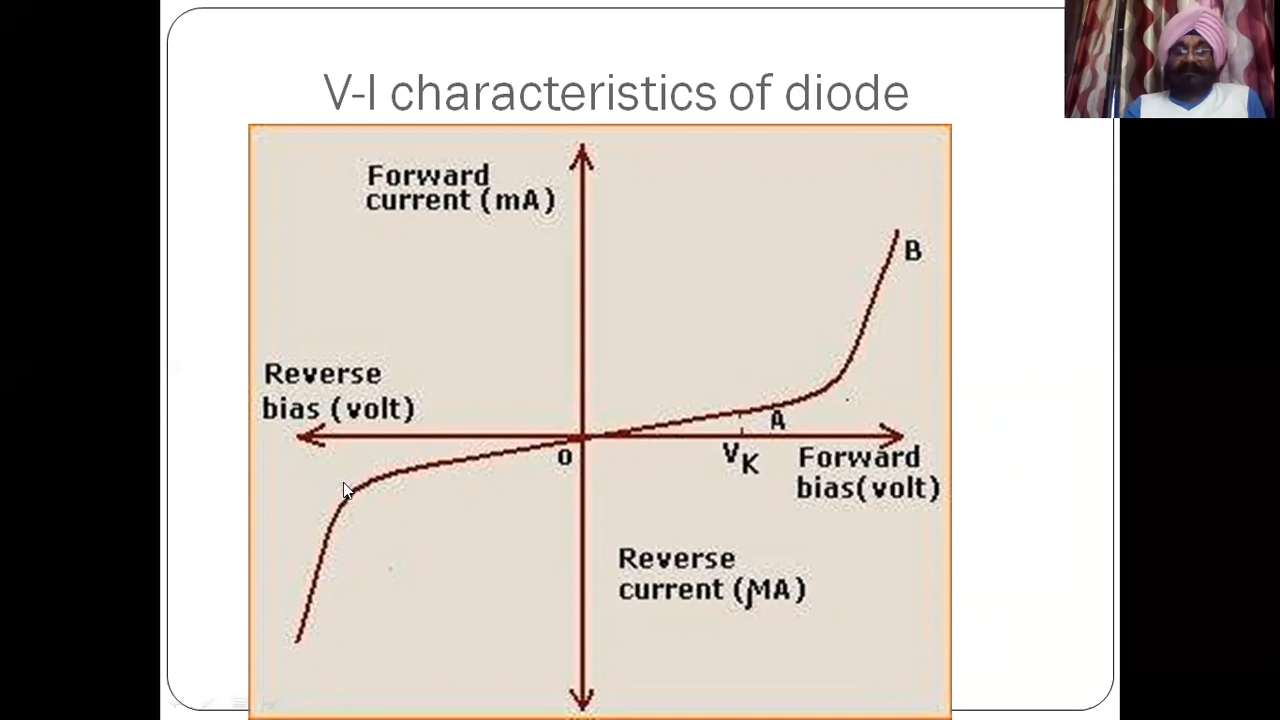 V-I characteristics of diode
Forward
current (mA)
B
Reverse
bias (volt)
A
O
VK
Forward
bias(volt)
Reverse
current (μA)